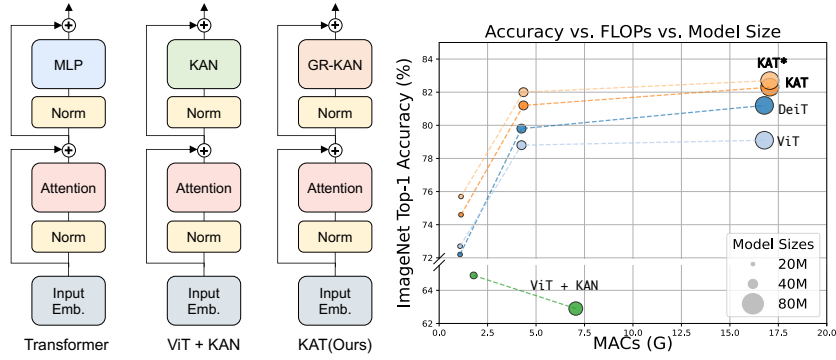 MLP
Norm
Attention
Norm
Input
Emb.
Transformer
KAN
Norm
Attention
Norm
Input
Emb.
ViT + KAN
GR-KAN
Norm
Attention
Norm
Input
Emb.
KAT(Ours)
Accuracy vs. FLOPs vs. Model Size
ImageNet Top-1 Accuracy (%)
84
82
80
78
76
74
72
64
62
KAT*
KAT
DeiT
ViT
ViT + KAN
Model Sizes
20M
40M
80M
0.0 2.5 5.0 7.5 10.0 12.5 15.0 17.5 20.0
MACs (G)